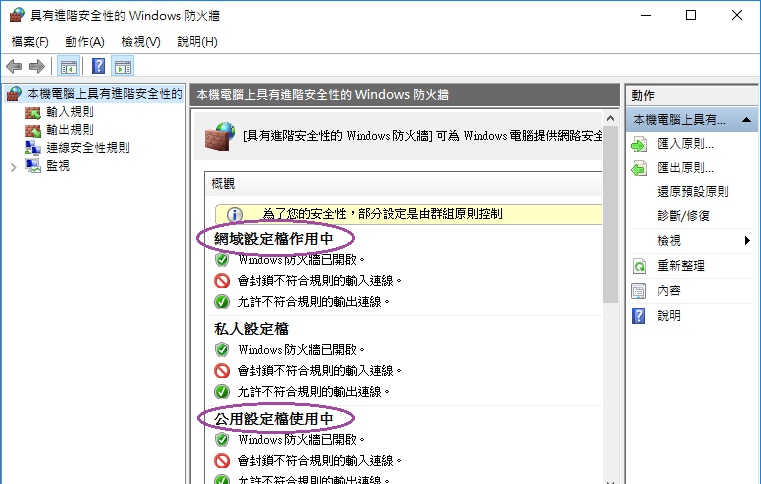 具有進階安全性的 Windows 防火牆
檔案(F) 動作(A) 檢視(V) 說明(H)
本機電腦上具有進階安全性的
輸入規則
輸出規則
連線安全性規則
監視
本機電腦上具有進階安全性的 Windows 防火牆
[具有進階安全性的 Windows 防火牆] 可為 Windows 電腦提供網路安全
概觀
為了您的安全性，部分設定是由群組原則控制
網域設定檔作用中
Windows 防火牆已開啟。
會封鎖不符合規則的輸入連線。
允許不符合規則的輸出連線。
私人設定檔
Windows 防火牆已開啟。
會封鎖不符合規則的輸入連線。
允許不符合規則的輸出連線。
公用設定檔使用中
Windows 防火牆已開啟。
會封鎖不符合規則的輸入連線。
允許不符合規則的輸出連線。
動作
本機電腦上具有...
匯入原則...
匯出原則...
還原預設原則
診斷/修復
檢視
重新整理
內容
說明